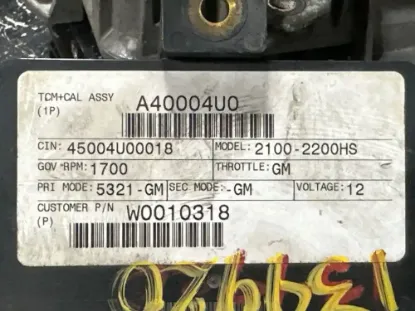 TCM+CAL ASSY A40004U0
(1P)
CIN: 45004U00018 MODEL: 2100-2200HS
GOV RPM: 1700 THROTTLE: GM
PRI MODE: 5321-GM SEC MODE: -GM VOLTAGE: 12
CUSTOMER P/N W0010318
(P)